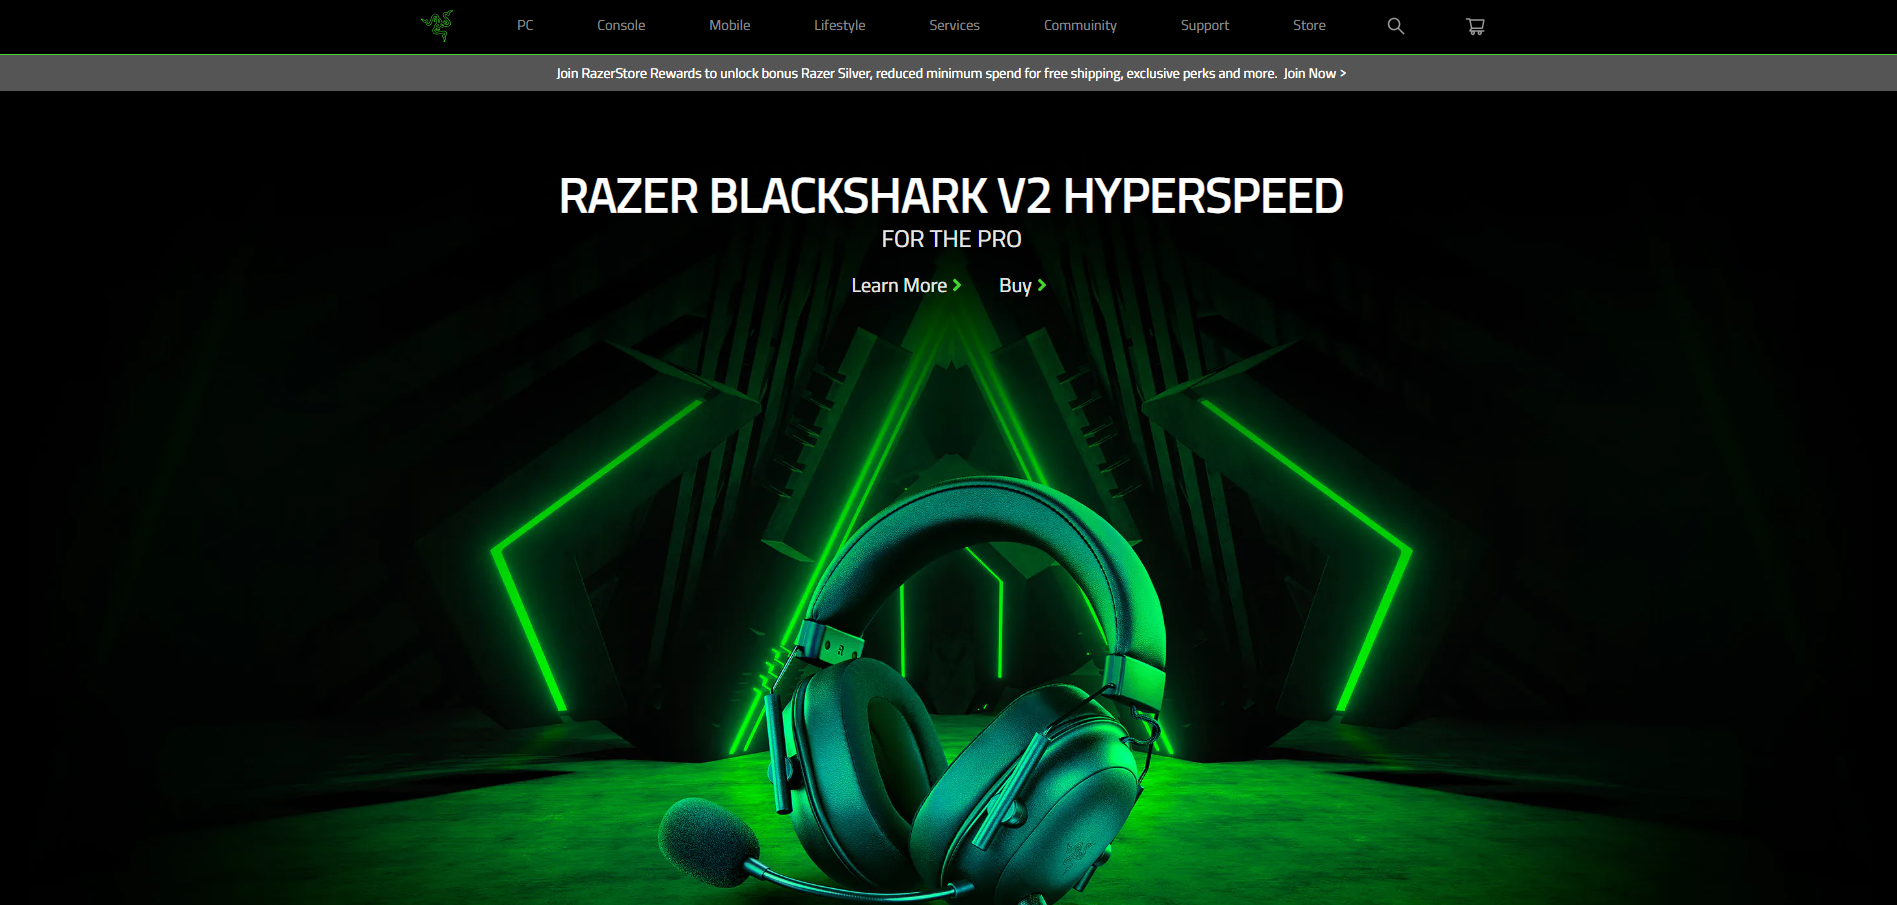 PC Console Mobile Lifestyle Services Commuinity Support Store
Join RazerStore Rewards to unlock bonus Razer Silver, reduced minimum spend for free shipping, exclusive perks and more. Join Now >
RAZER BLACKSHARK V2 HYPERSPEED
FOR THE PRO
Learn More > Buy >